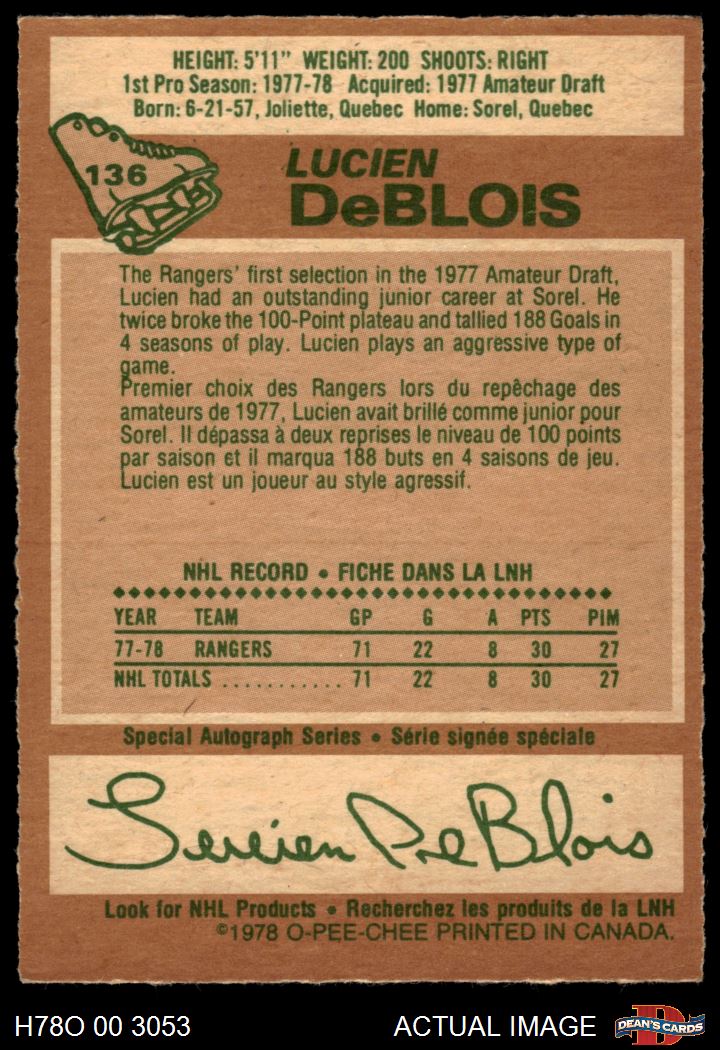 HEIGHT: 5'11" WEIGHT: 200 SHOOTS: RIGHT
1st Pro Season: 1977-78 Acquired: 1977 Amateur Draft
Born: 6-21-57, Joliette, Quebec Home: Sorel, Quebec
136
LUCIEN
DeBLOIS
The Rangers' first selection in the 1977 Amateur Draft,
Lucien had an outstanding junior career at Sorel. He
twice broke the 100-Point plateau and tallied 188 Goals in
4 seasons of play. Lucien plays an aggressive type of
game.
Premier choix des Rangers lors du repêchage des
amateurs de 1977, Lucien avait brillé comme junior pour
Sorel. Il dépassa à deux reprises le niveau de 100 points
par saison et il marqua 188 buts en 4 saisons de jeu.
Lucien est un joueur au style agressif.
NHL RECORD • FICHE DANS LA LNH
YEAR TEAM GP G A PTS PIM
77-78 RANGERS 71 22 8 30 27
NHL TOTALS ........... 71 22 8 30 27
Special Autograph Series • Série signée spéciale
Lucien DeBlois
Look for NHL Products • Recherchez les produits de la LNH
©1978 O-PEE-CHEE PRINTED IN CANADA.
H78O 00 3053 ACTUAL IMAGE D DEAN'S CARDS